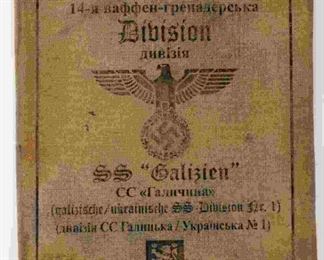 14-я ваффен-гренадєрська
Division
дивізія
SS "Galizien"
СС «Галичина»
(galizische/ukrainische SS-Division Nr. 1)
(дивізія СС Галицька/Українська № 1)